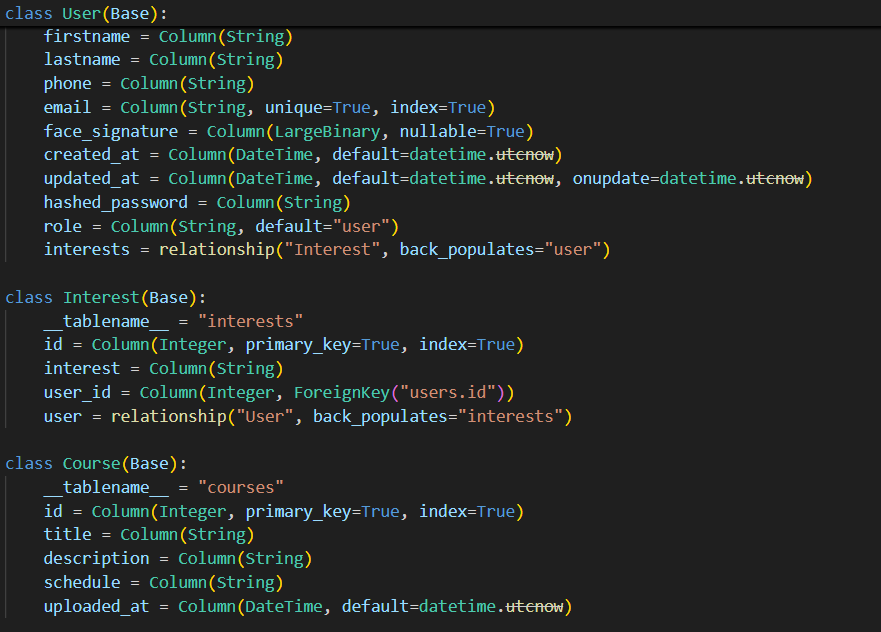 class User(Base):
    firstname = Column(String)
    lastname = Column(String)
    phone = Column(String)
    email = Column(String, unique=True, index=True)
    face_signature = Column(LargeBinary, nullable=True)
    created_at = Column(DateTime, default=datetime.utcnow)
    updated_at = Column(DateTime, default=datetime.utcnow, onupdate=datetime.utcnow)
    hashed_password = Column(String)
    role = Column(String, default="user")
    interests = relationship("Interest", back_populates="user")
class Interest(Base):
    __tablename__ = "interests"
    id = Column(Integer, primary_key=True, index=True)
    interest = Column(String)
    user_id = Column(Integer, ForeignKey("users.id"))
    user = relationship("User", back_populates="interests")
class Course(Base):
    __tablename__ = "courses"
    id = Column(Integer, primary_key=True, index=True)
    title = Column(String)
    description = Column(String)
    schedule = Column(String)
    uploaded_at = Column(DateTime, default=datetime.utcnow)